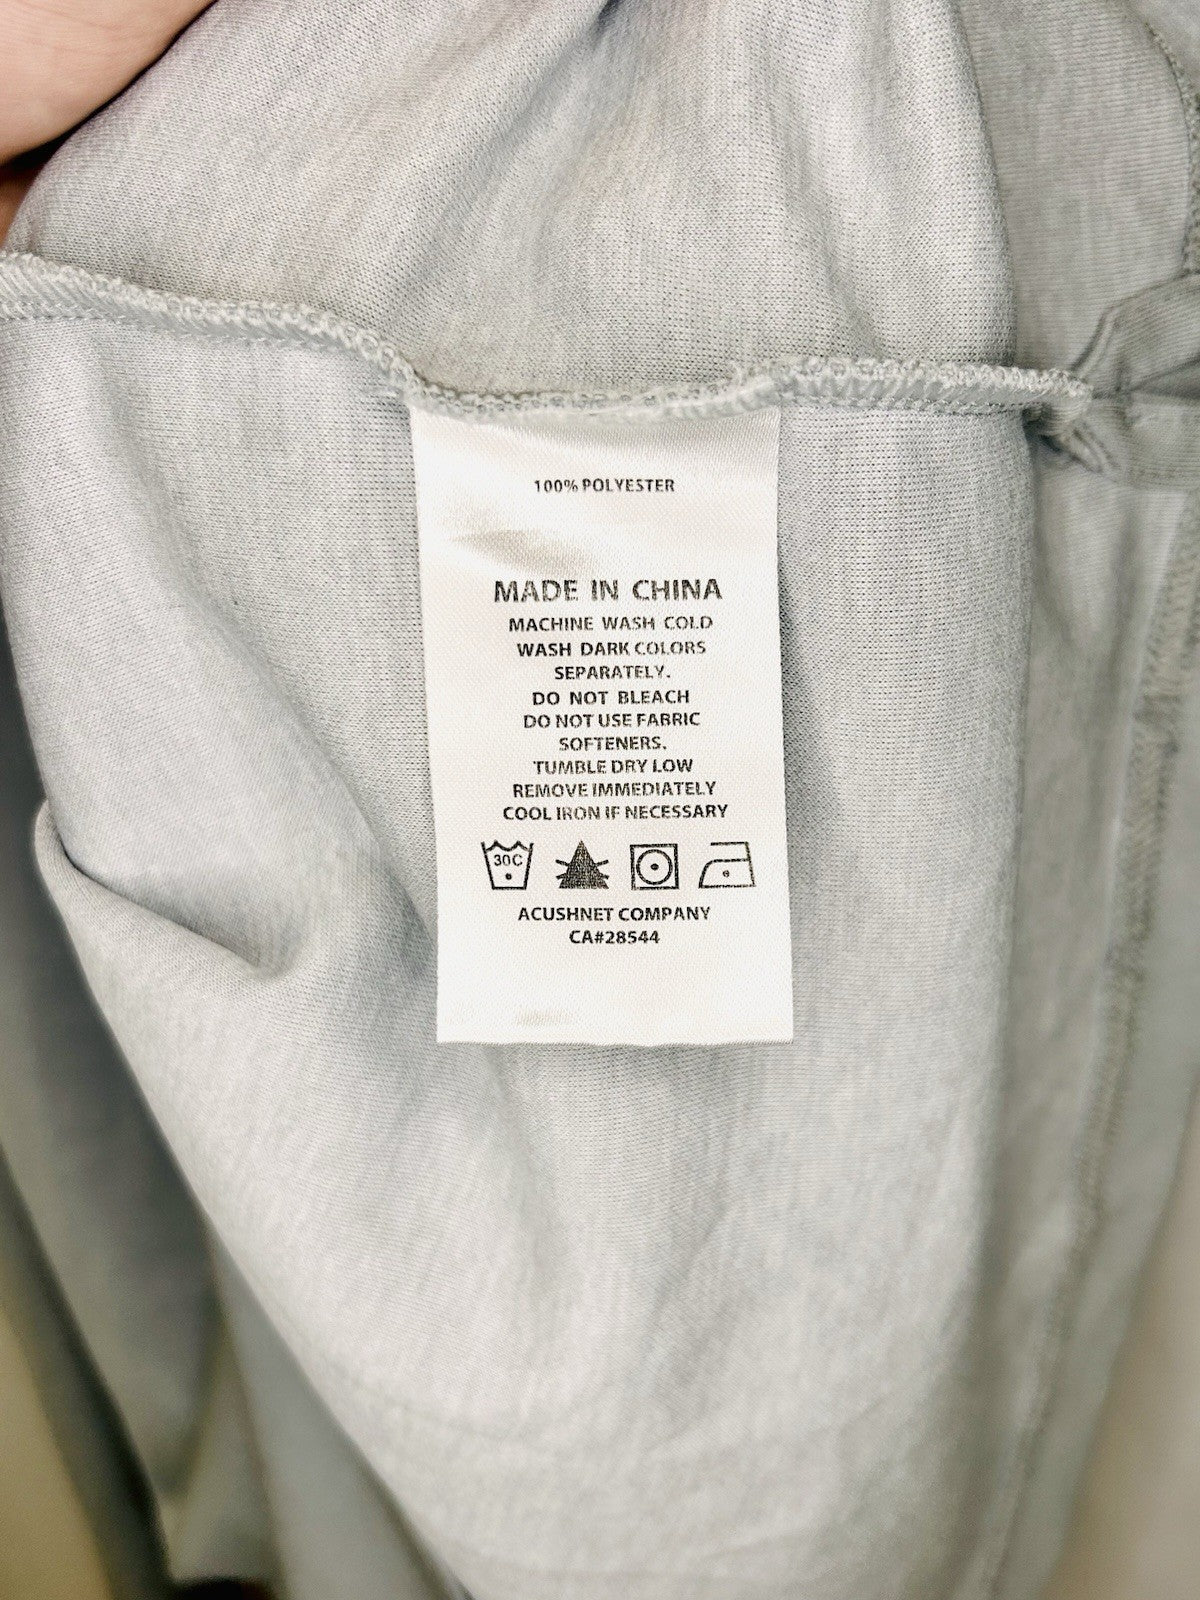 100% POLYESTER
MADE IN CHINA
MACHINE WASH COLD
WASH DARK COLORS
SEPARATELY.
DO NOT BLEACH
DO NOT USE FABRIC
SOFTENERS.
TUMBLE DRY LOW
REMOVE IMMEDIATELY
COOL IRON IF NECESSARY
30C
ACUSHNET COMPANY
CA#28544